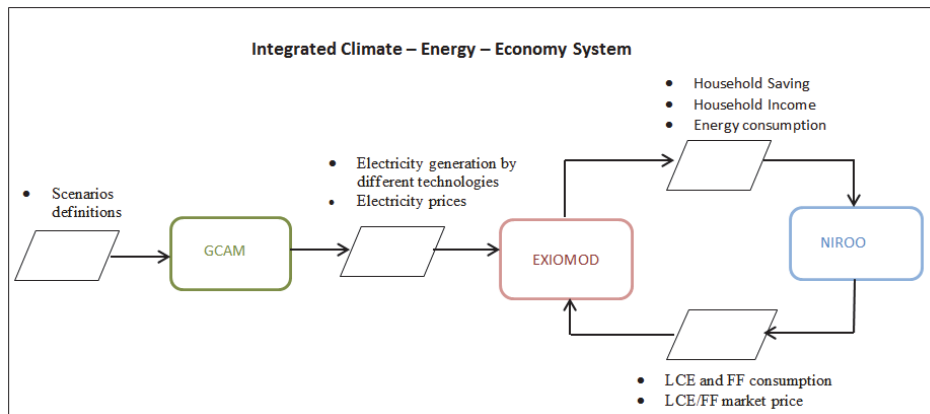 Integrated Climate – Energy – Economy System
• Household Saving
• Household Income
• Energy consumption
• Electricity generation by
different technologies
• Electricity prices
• Scenarios
definitions
GCAM
EXIOMOD
NIROO
• LCE and FF consumption
• LCE/FF market price